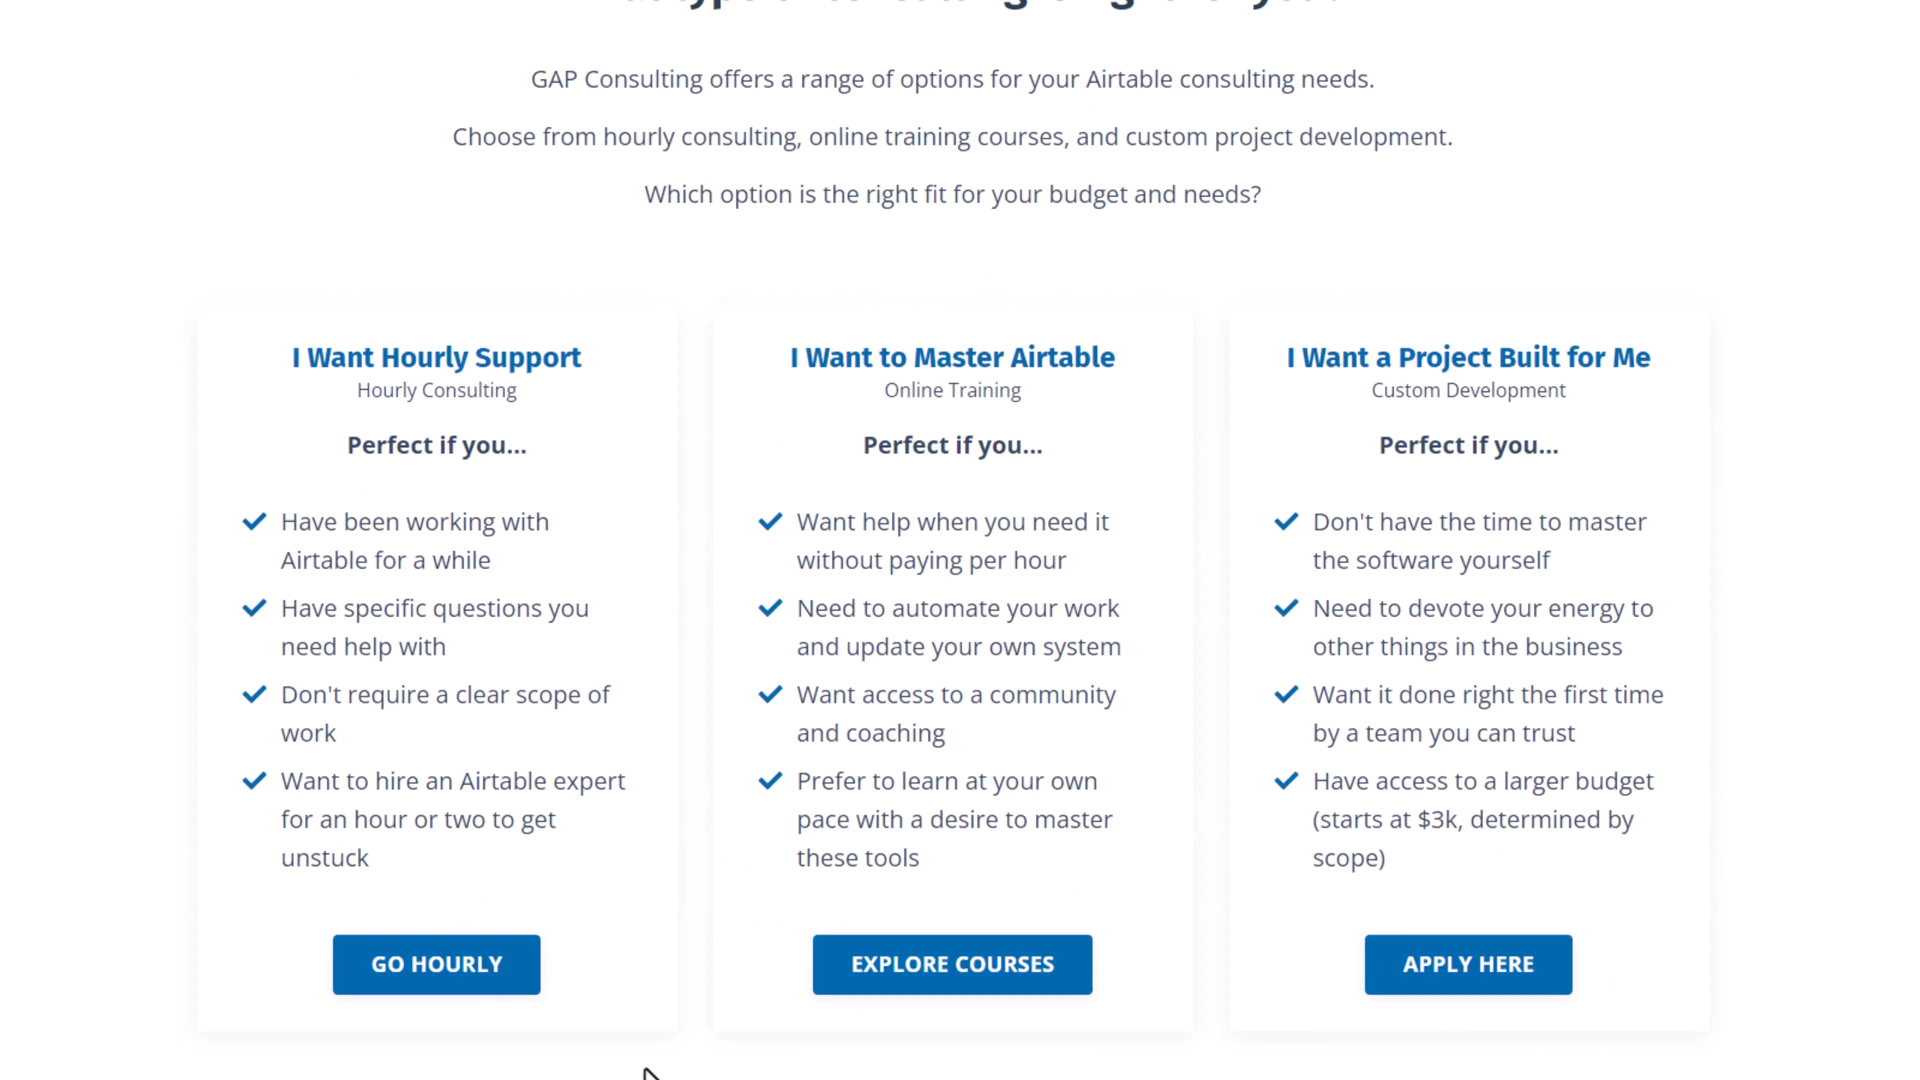 GAP Consulting offers a range of options for your Airtable consulting needs.
Choose from hourly consulting, online training courses, and custom project development.
Which option is the right fit for your budget and needs?
I Want Hourly Support
Hourly Consulting
Perfect if you...
Have been working with
Airtable for a while
Have specific questions you
need help with
Don't require a clear scope of
work
Want to hire an Airtable expert
for an hour or two to get
unstuck
GO HOURLY
I Want to Master Airtable
Online Training
Perfect if you...
Want help when you need it
without paying per hour
Need to automate your work
and update your own system
Want access to a community
and coaching
Prefer to learn at your own
pace with a desire to master
these tools
EXPLORE COURSES
I Want a Project Built for Me
Custom Development
Perfect if you...
Don't have the time to master
the software yourself
Need to devote your energy to
other things in the business
Want it done right the first time
by a team you can trust
Have access to a larger budget
(starts at $3k, determined by
scope)
APPLY HERE